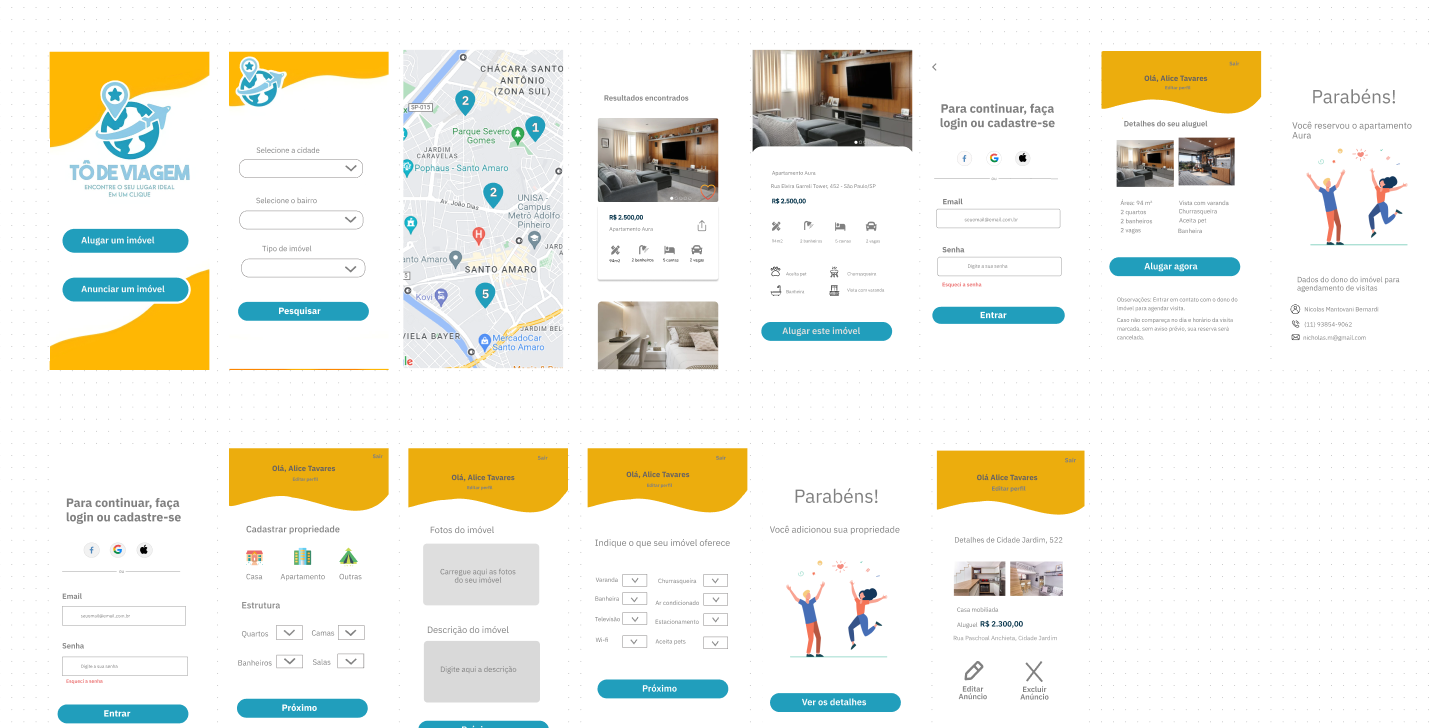 TÔ DE VIAGEM
ENCONTRE O SEU LUGAR IDEAL
EM UM CLIQUE
Alugar um imóvel
Anunciar um imóvel
Selecione a cidade
Selecione o bairro
Tipo de imóvel
Pesquisar
CHÁCARA SANTO
ANTÔNIO
(ZONA SUL)
SP-015
2
1
Parque Severo
Gomes
JARDIM
CARAVELAS
Pophaus - Santo Amaro
2
Av. João Dias
UNISA -
Campus
Metrô Adolfo
Pinheiro
H
JARD
anto Amaro
SANTO AMARO
Kovi
5
VIELA BAYER
JARDIM BEL
MercadoCar
Santo Amaro
le
Resultados encontrados
R$ 2.500,00
Apartamento Aura
94m2
2 banheiros
5 camas
2 vagas
Apartamento Aura
Rua Eleira Garreli Tower, 452 - São Paulo/SP
R$ 2.500,00
94m2
2 banheiros
5 camas
2 vagas
Aceita pet
Churrasqueira
Banheira
Vista com varanda
Alugar este imóvel
Para continuar, faça
login ou cadastre-se
ou
Email
seuemail@email.com.br
Senha
Digite a sua senha
Esqueci a senha
Entrar
Sair
Olá, Alice Tavares
Editar perfil
Detalhes do seu aluguel
Área: 94 m²
2 quartos
2 banheiros
2 vagas
Vista com varanda
Churrasqueira
Aceita pet
Banheira
Alugar agora
Observações: Entrar em contato com o dono do
imóvel para agendar visita.
Caso não compareça no dia e horário da visita
marcada, sem aviso prévio, sua reserva será
cancelada.
Parabéns!
Você reservou o apartamento
Aura
Dados do dono do imóvel para
agendamento de visitas
Nicolas Mantovani Bernardi
(11) 93854-9062
nicholas.m@gmail.com
Para continuar, faça
login ou cadastre-se
ou
Email
seuemail@email.com.br
Senha
Digite a sua senha
Esqueci a senha
Entrar
Sair
Olá, Alice Tavares
Editar perfil
Cadastrar propriedade
Casa
Apartamento
Outras
Estrutura
Quartos
Camas
Banheiros
Salas
Próximo
Sair
Olá, Alice Tavares
Editar perfil
Fotos do imóvel
Carregue aqui as fotos
do seu imóvel
Descrição do imóvel
Digite aqui a descrição
Sair
Olá, Alice Tavares
Editar perfil
Indique o que seu imóvel oferece
Varanda
Churrasqueira
Banheira
Ar condicionado
Televisão
Estacionamento
Wi-fi
Aceita pets
Próximo
Parabéns!
Você adicionou sua propriedade
Ver os detalhes
Sair
Olá Alice Tavares
Editar perfil
Detalhes de Cidade Jardim, 522
Casa mobiliada
Aluguel R$ 2.300,00
Rua Paschoal Anchieta, Cidade Jardim
Editar
Anúncio
Excluir
Anúncio